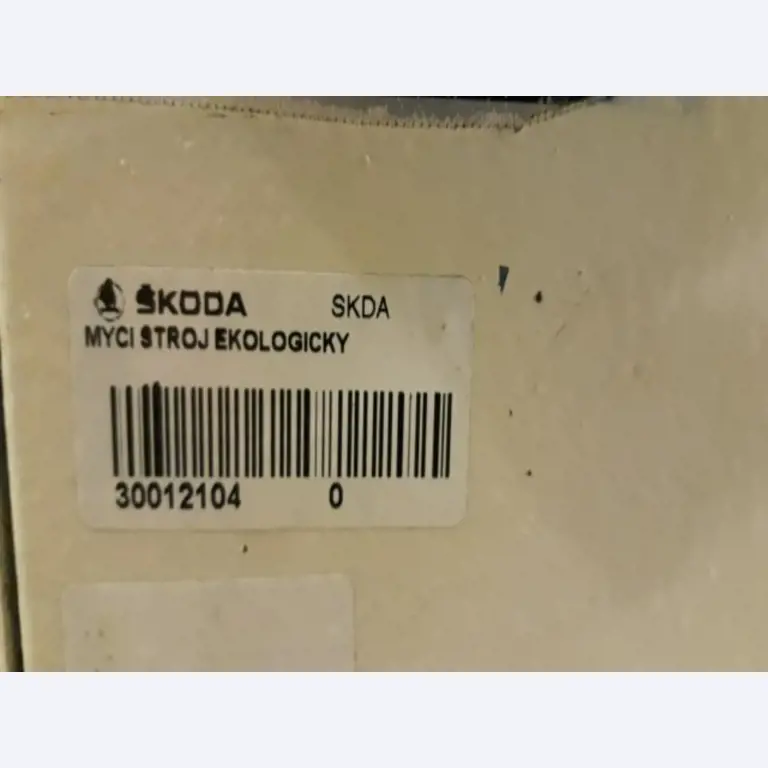 ŠKODA SKDA
MYCI STROJ EKOLOGICKY
30012104 0